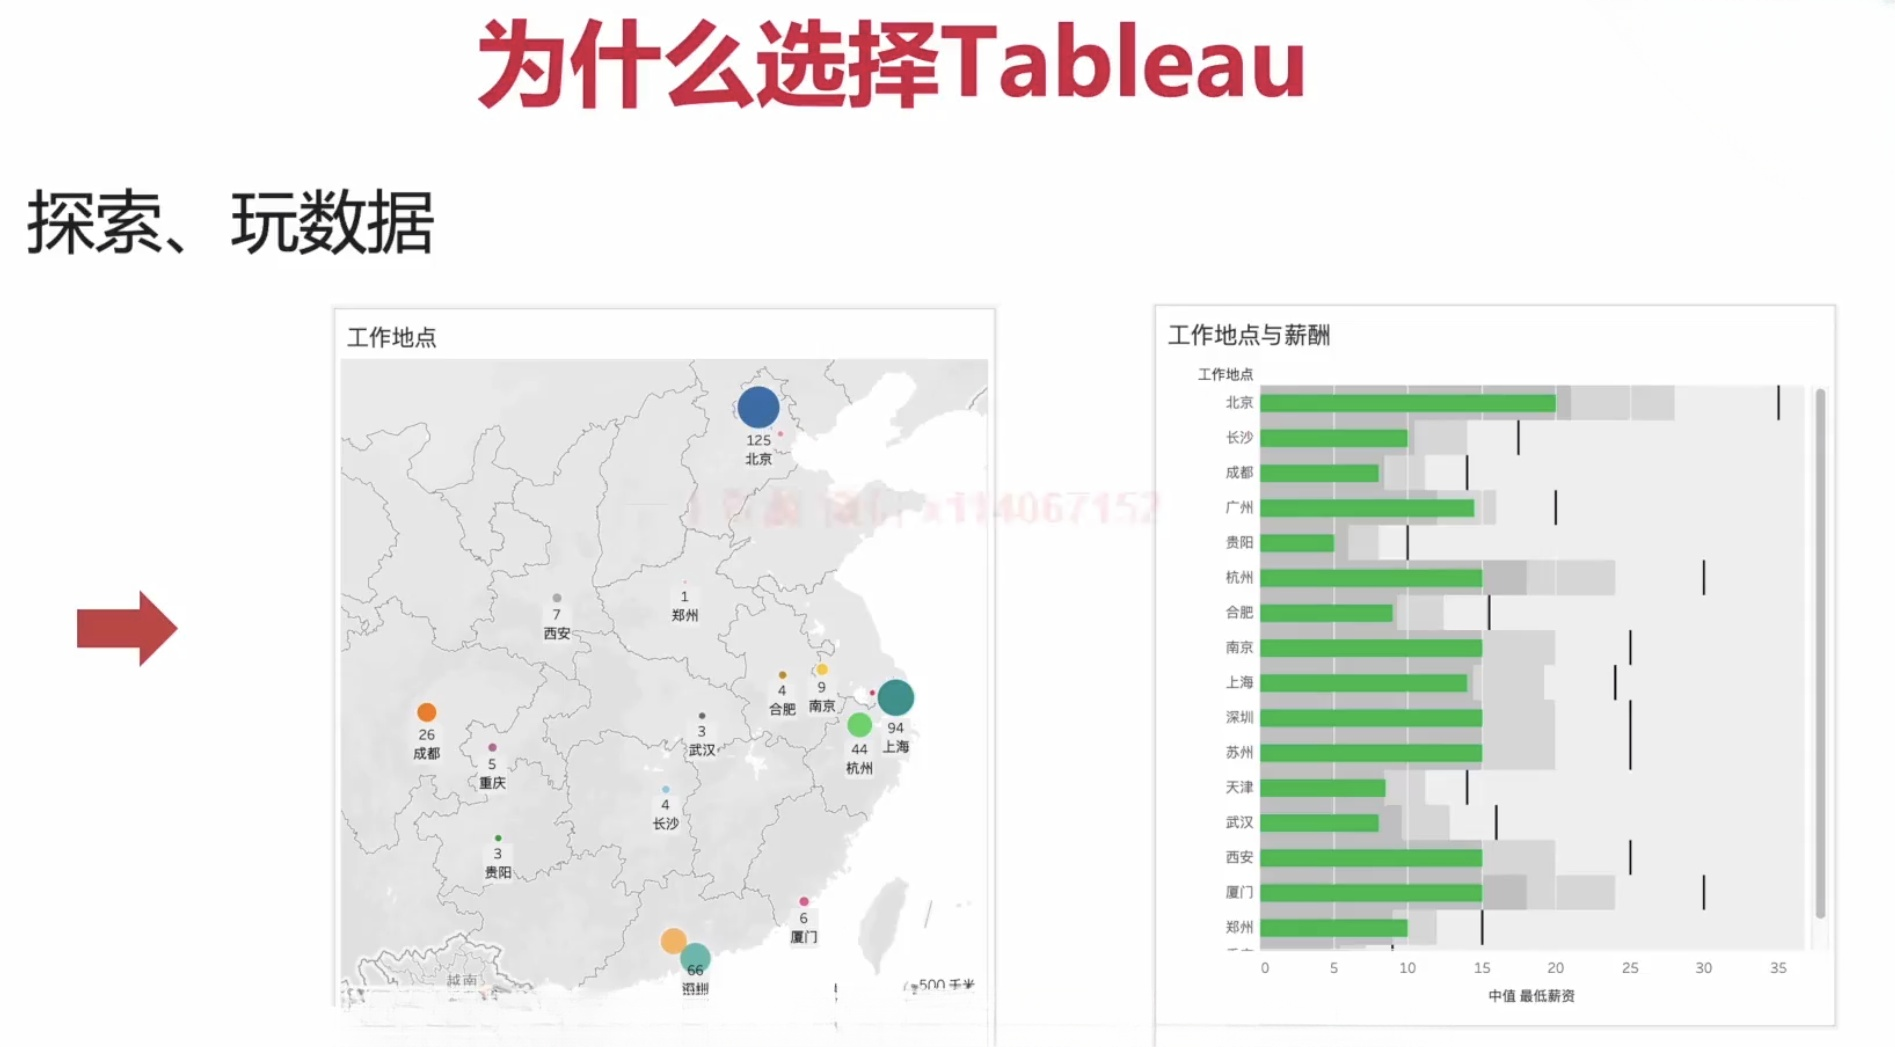 为什么选择Tableau
探索、玩数据
工作地点
125
北京
1
郑州
7
西安
4
合肥
9
南京
94
上海
44
杭州
26
成都
3
武汉
5
重庆
4
长沙
3
贵阳
6
厦门
66
深圳
越南
500 千米
x114067152
工作地点与薪酬
工作地点
北京
长沙
成都
广州
贵阳
杭州
合肥
南京
上海
深圳
苏州
天津
武汉
西安
厦门
郑州
0 5 10 15 20 25 30 35
中值 最低薪资